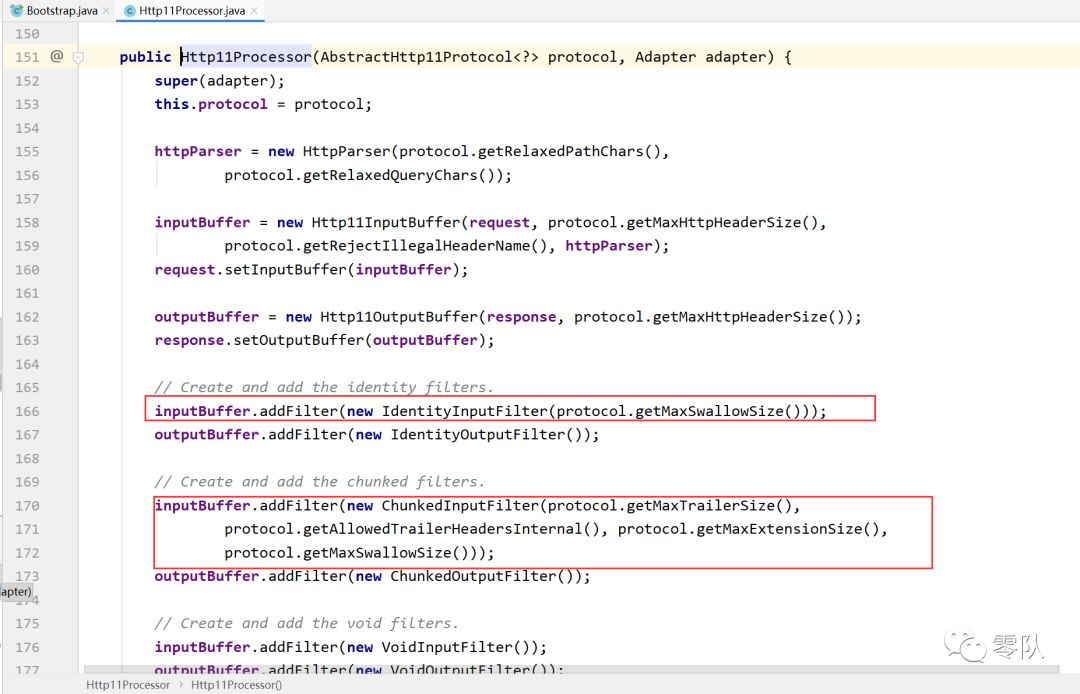 Bootstrap.java × Http11Processor.java ×
150
151 @ public Http11Processor(AbstractHttp11Protocol<?> protocol, Adapter adapter) {
152 super(adapter);
153 this.protocol = protocol;
154
155 httpParser = new HttpParser(protocol.getRelaxedPathChars(),
156 protocol.getRelaxedQueryChars());
157
158 inputBuffer = new Http11InputBuffer(request, protocol.getMaxHttpHeaderSize(),
159 protocol.getRejectIllegalHeaderName(), httpParser);
160 request.setInputBuffer(inputBuffer);
161
162 outputBuffer = new Http11OutputBuffer(response, protocol.getMaxHttpHeaderSize());
163 response.setOutputBuffer(outputBuffer);
164
165 // Create and add the identity filters.
166 inputBuffer.addFilter(new IdentityInputFilter(protocol.getMaxSwallowSize()));
167 outputBuffer.addFilter(new IdentityOutputFilter());
168
169 // Create and add the chunked filters.
170 inputBuffer.addFilter(new ChunkedInputFilter(protocol.getMaxTrailerSize(),
171 protocol.getAllowedTrailerHeadersInternal(), protocol.getMaxExtensionSize(),
172 protocol.getMaxSwallowSize()));
173 outputBuffer.addFilter(new ChunkedOutputFilter());
apter)
174
175 // Create and add the void filters.
176 inputBuffer.addFilter(new VoidInputFilter());
177 outputBuffer.addFilter(new VoidOutputFilter());
零队
Http11Processor › Http11Processor()